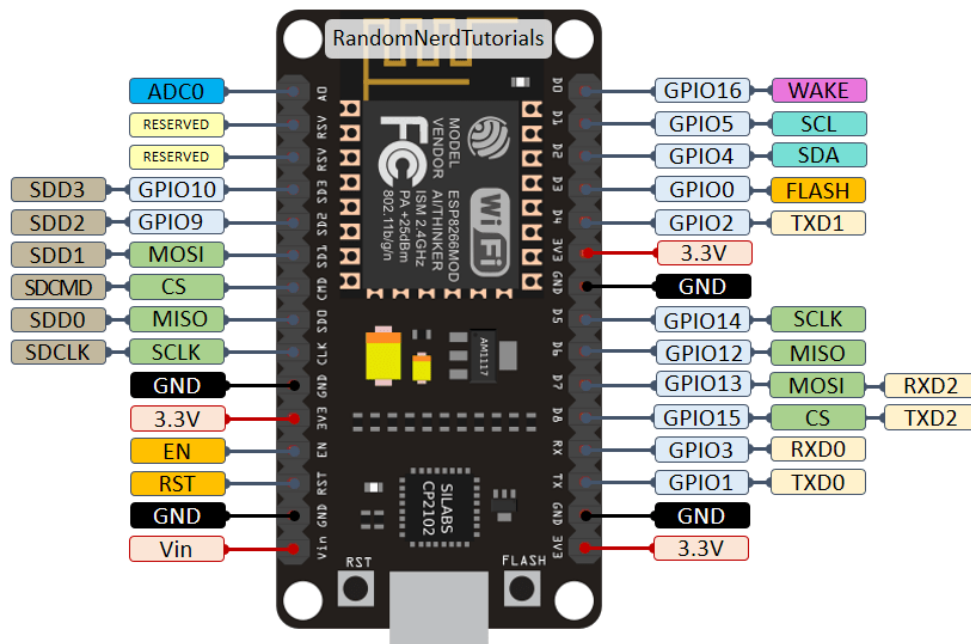 RandomNerdTutorials
ADC0 A0
RESERVED RSV
RESERVED RSV
SDD3 GPIO10 SD3
SDD2 GPIO9 SD2
SDD1 MOSI SD1
SDCMD CS CMD
SDD0 MISO SD0
SDCLK SCLK CLK
GND GND
3.3V 3V3
EN EN
RST RST
GND GND
Vin Vin
MODEL ESP8266MOD
VENDOR AI/THINKER
ISM 2.4GHz
PA +25dBm
802.11b/g/n
FC
Wi Fi
AM1117
SILABS
CP2102
RST
FLASH
D0 GPIO16 WAKE
D1 GPIO5 SCL
D2 GPIO4 SDA
D3 GPIO0 FLASH
D4 GPIO2 TXD1
3V3 3.3V
GND GND
D5 GPIO14 SCLK
D6 GPIO12 MISO
D7 GPIO13 MOSI RXD2
D8 GPIO15 CS TXD2
RX GPIO3 RXD0
TX GPIO1 TXD0
GND GND
3V3 3.3V